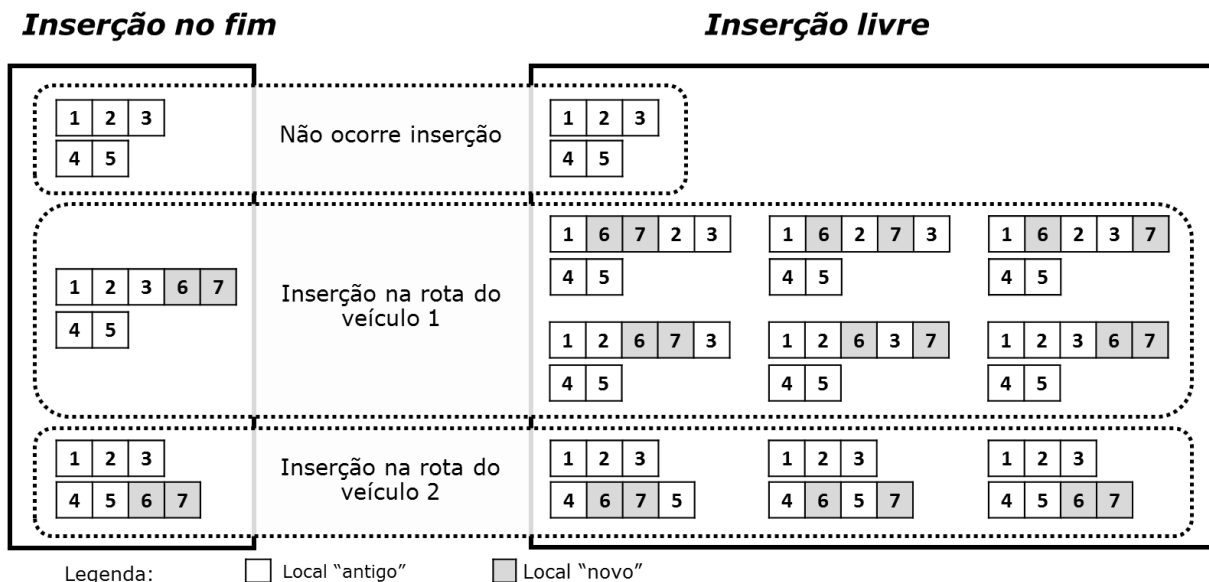 Inserção no fim
Inserção livre
1 2 3
4 5
Não ocorre inserção
1 2 3
4 5
1 2 3 6 7
4 5
Inserção na rota do
veículo 1
1 6 7 2 3
4 5
1 6 2 7 3
4 5
1 6 2 3 7
4 5
1 2 6 7 3
4 5
1 2 6 3 7
4 5
1 2 3 6 7
4 5
1 2 3
4 5 6 7
Inserção na rota do
veículo 2
1 2 3
4 6 7 5
1 2 3
4 6 5 7
1 2 3
4 5 6 7
Legenda:
Local “antigo”
Local “novo”